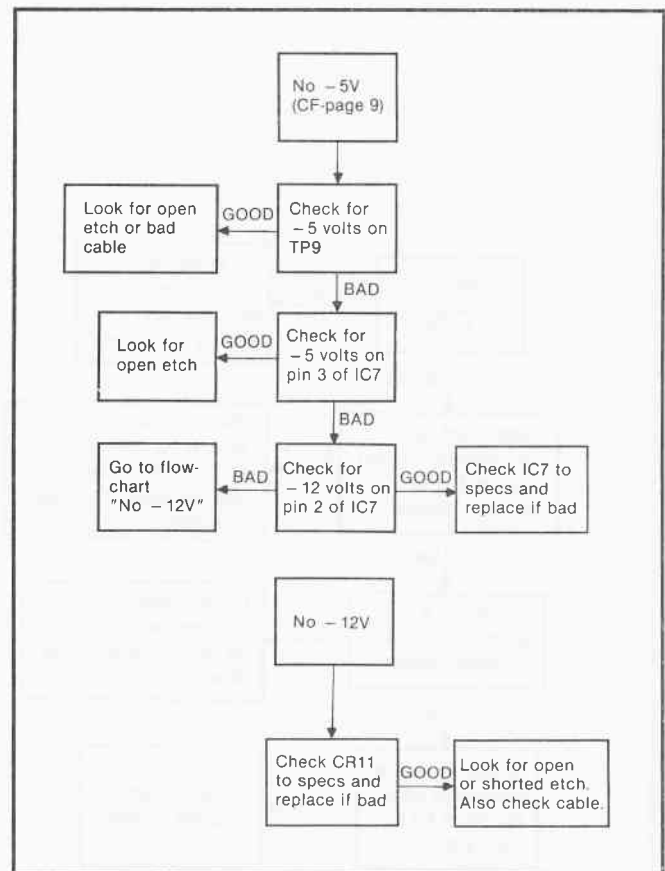 No – 5V
(CF-page 9)
Look for open
etch or bad
cable
GOOD
Check for
– 5 volts on
TP9
BAD
Look for
open etch
GOOD
Check for
– 5 volts on
pin 3 of IC7
BAD
Go to flow-
chart
"No – 12V"
BAD
Check for
– 12 volts on
pin 2 of IC7
GOOD
Check IC7 to
specs and
replace if bad
No – 12V
Check CR11
to specs and
replace if bad
GOOD
Look for open
or shorted etch.
Also check cable.